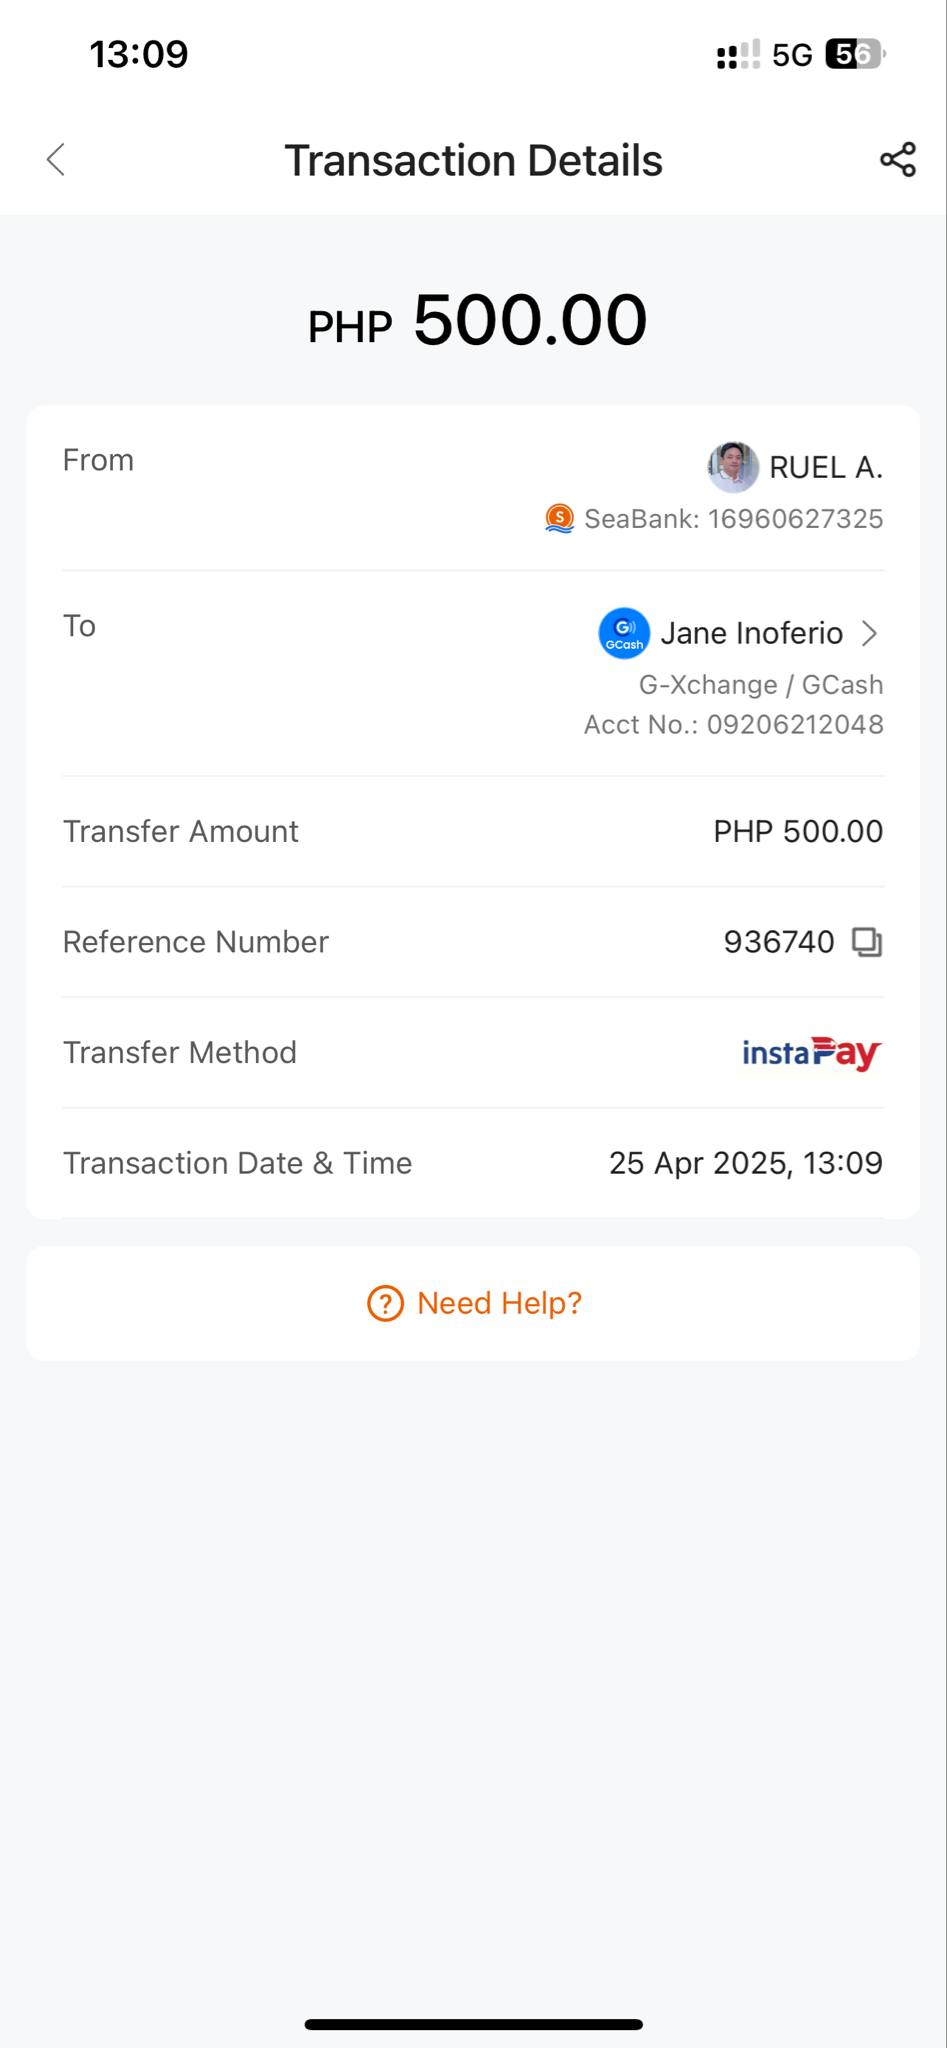 13:09
5G 56
Transaction Details
PHP 500.00
From
RUEL A.
S SeaBank: 16960627325
To
G GCash Jane Inoferio
G-Xchange / GCash
Acct No.: 09206212048
Transfer Amount PHP 500.00
Reference Number 936740
Transfer Method instaPay
Transaction Date & Time 25 Apr 2025, 13:09
? Need Help?